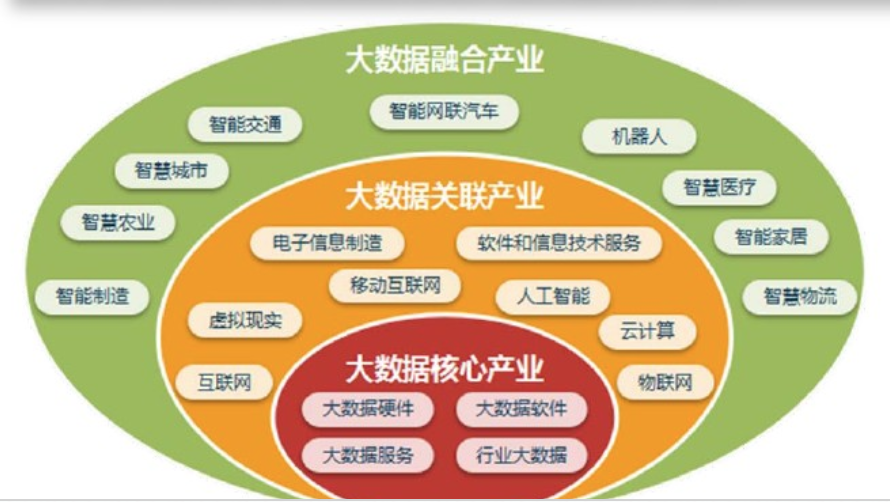 大数据融合产业
智能网联汽车
智能交通
机器人
智慧城市
智慧医疗
智慧农业
智能家居
智能制造
智慧物流
大数据关联产业
电子信息制造
软件和信息技术服务
移动互联网
人工智能
虚拟现实
云计算
互联网
物联网
大数据核心产业
大数据硬件
大数据软件
大数据服务
行业大数据